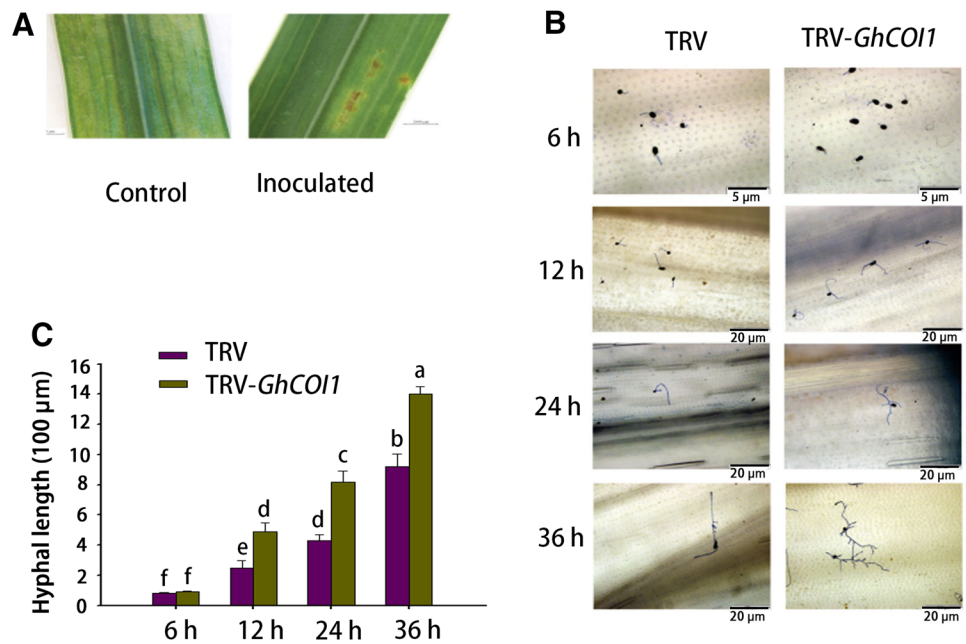 A
Control
Inoculated
B
TRV
TRV-GhCOI1
6 h
5 µm
5 µm
12 h
20 µm
20 µm
24 h
20 µm
20 µm
36 h
20 µm
20 µm
C
TRV
TRV-GhCOI1
Hyphal length (100 µm)
16
14
12
10
8
6
4
2
0
f
f
e
d
d
c
b
a
6 h
12 h
24 h
36 h